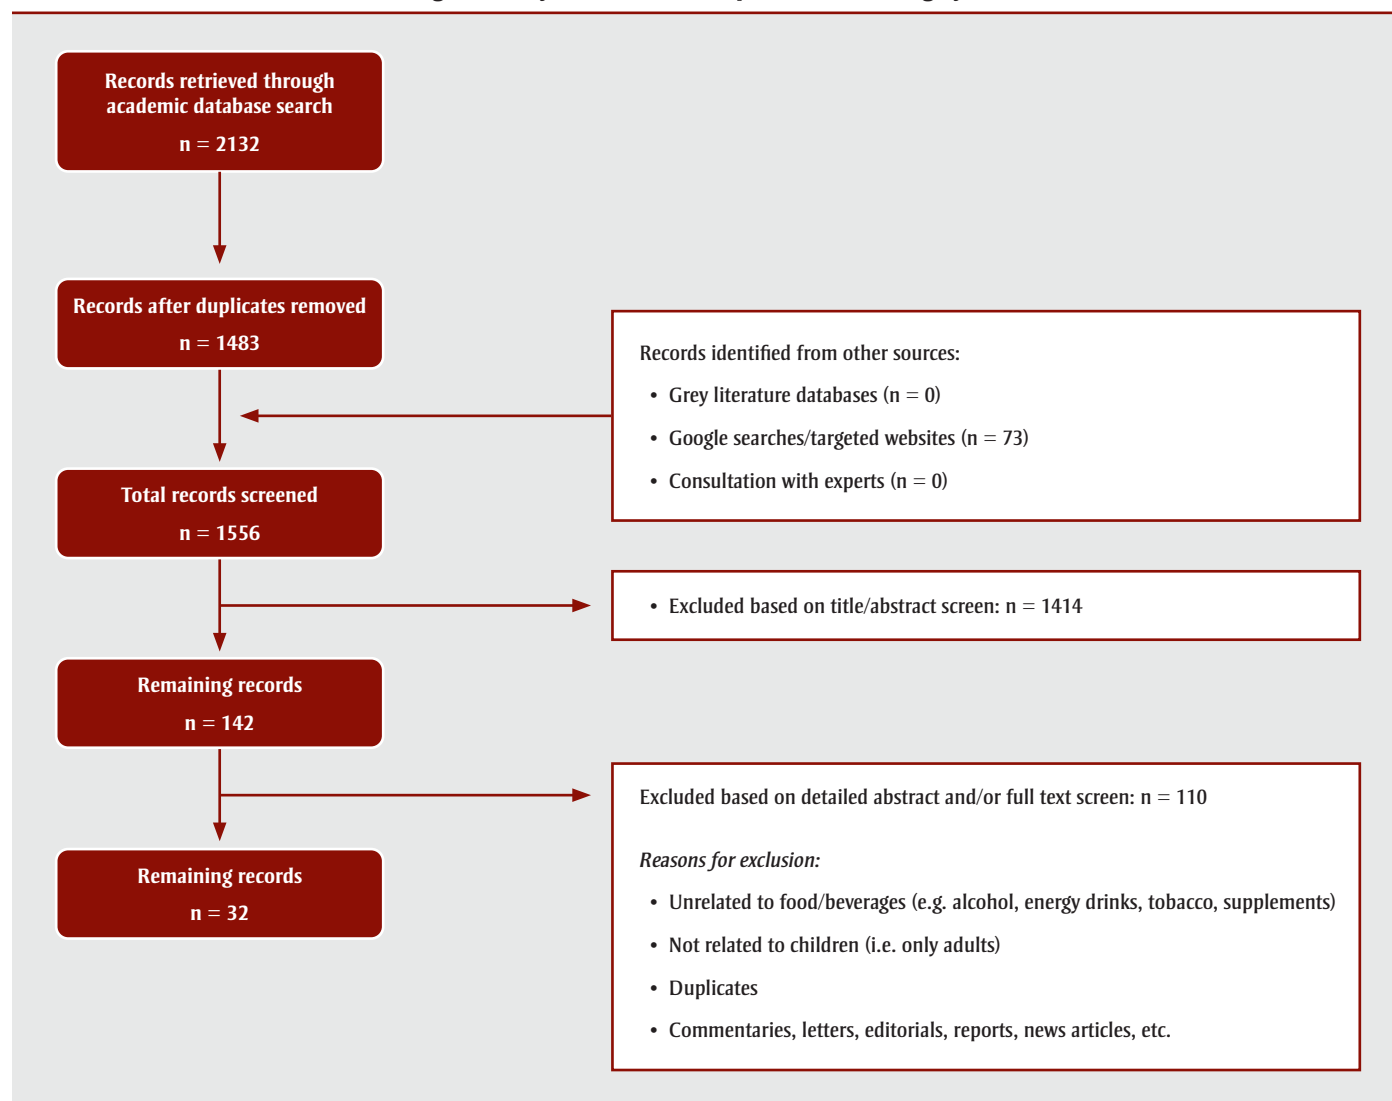 Records retrieved through
academic database search
n = 2132
Records after duplicates removed
n = 1483
Records identified from other sources:
• Grey literature databases (n = 0)
• Google searches/targeted websites (n = 73)
• Consultation with experts (n = 0)
Total records screened
n = 1556
• Excluded based on title/abstract screen: n = 1414
Remaining records
n = 142
Excluded based on detailed abstract and/or full text screen: n = 110
Reasons for exclusion:
• Unrelated to food/beverages (e.g. alcohol, energy drinks, tobacco, supplements)
• Not related to children (i.e. only adults)
• Duplicates
• Commentaries, letters, editorials, reports, news articles, etc.
Remaining records
n = 32